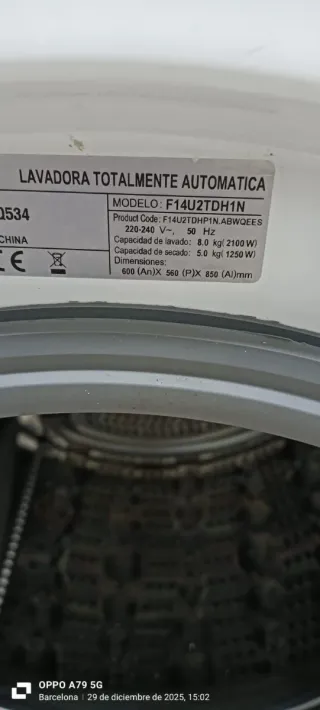 LAVADORA TOTALMENTE AUTOMATICA
Q534
MODELO: F14U2TDH1N
Product Code: F14U2TDHP1N.ABWQEES
220-240 V~, 50 Hz
CHINA
Capacidad de lavado: 8.0 kg( 2100 W)
Capacidad de secado: 5.0 kg( 1250 W)
Dimensiones:
600 (An)X 560 (P)X 850 (Al)mm
CE
OPPO A79 5G
Barcelona | 29 de diciembre de 2025, 15:02